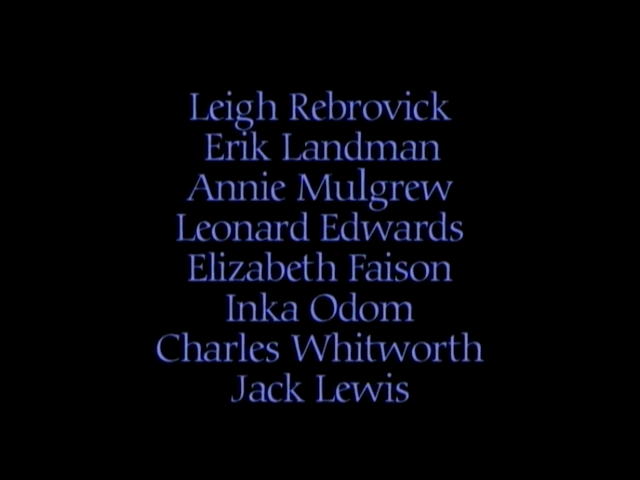 Leigh Rebrovick
Erik Landman
Annie Mulgrew
Leonard Edwards
Elizabeth Faison
Inka Odom
Charles Whitworth
Jack Lewis